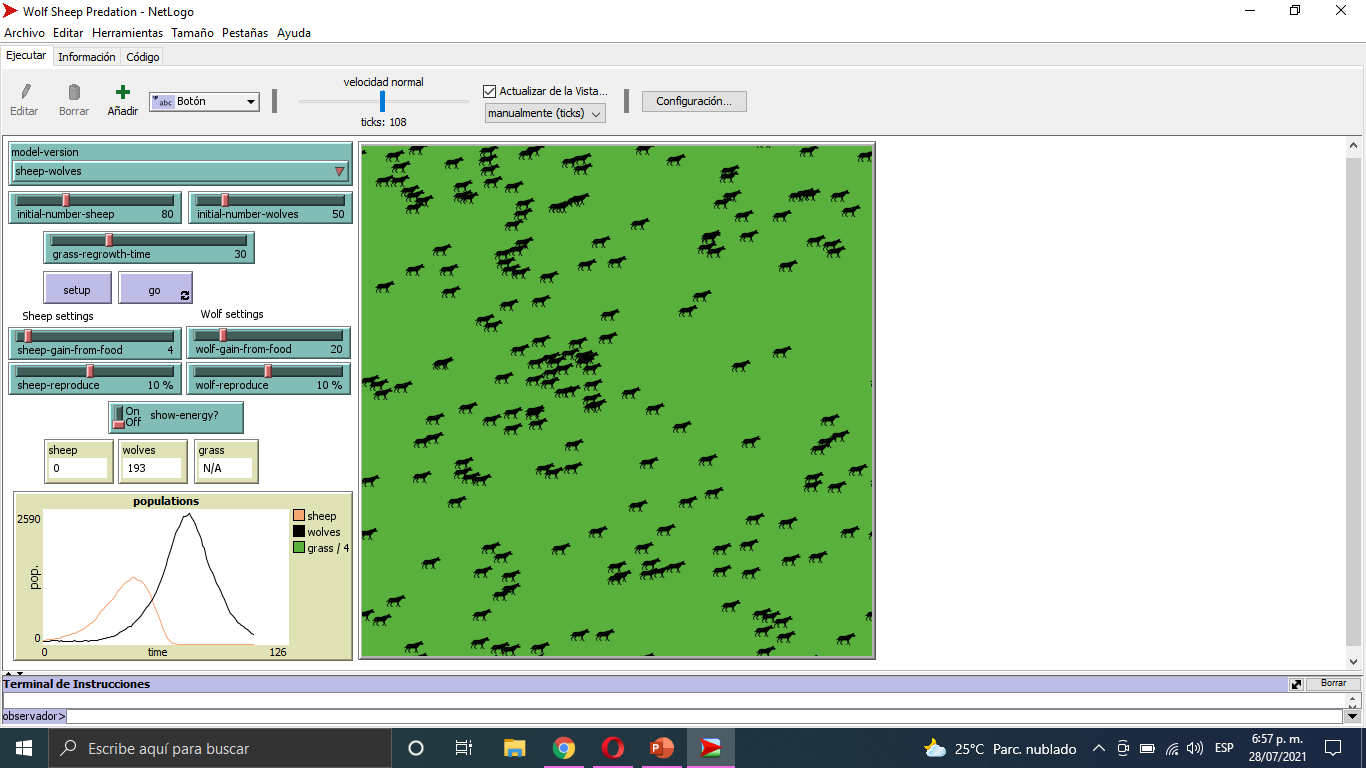 Wolf Sheep Predation - NetLogo
Archivo Editar Herramientas Tamaño Pestañas Ayuda
Ejecutar Información Código
Editar Borrar Añadir
abc Botón
velocidad normal
ticks: 108
Actualizar de la Vista...
manualmente (ticks)
Configuración...
model-version
sheep-wolves
initial-number-sheep 80
initial-number-wolves 50
grass-regrowth-time 30
setup
go
Sheep settings
Wolf settings
sheep-gain-from-food 4
wolf-gain-from-food 20
sheep-reproduce 10 %
wolf-reproduce 10 %
On
Off
show-energy?
sheep
0
wolves
193
grass
N/A
populations
2590
pop.
0
0 time 126
sheep
wolves
grass / 4
Terminal de Instrucciones
Borrar
observador>
Escribe aquí para buscar
25°C Parc. nublado
ESP
6:57 p. m.
28/07/2021